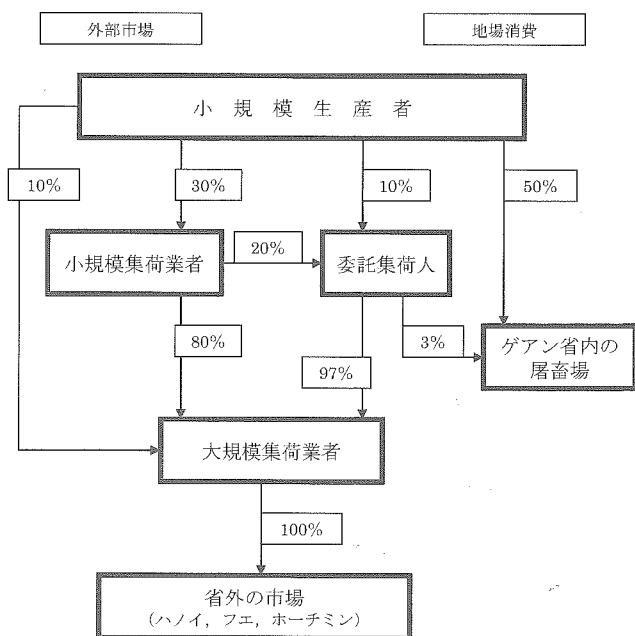 外部市場
地場消費
小規模生産者
10%
30%
10%
50%
小規模集荷業者
20%
委託集荷人
80%
97%
3%
ゲアン省内の
屠畜場
大規模集荷業者
100%
省外の市場
(ハノイ,フエ,ホーチミン)